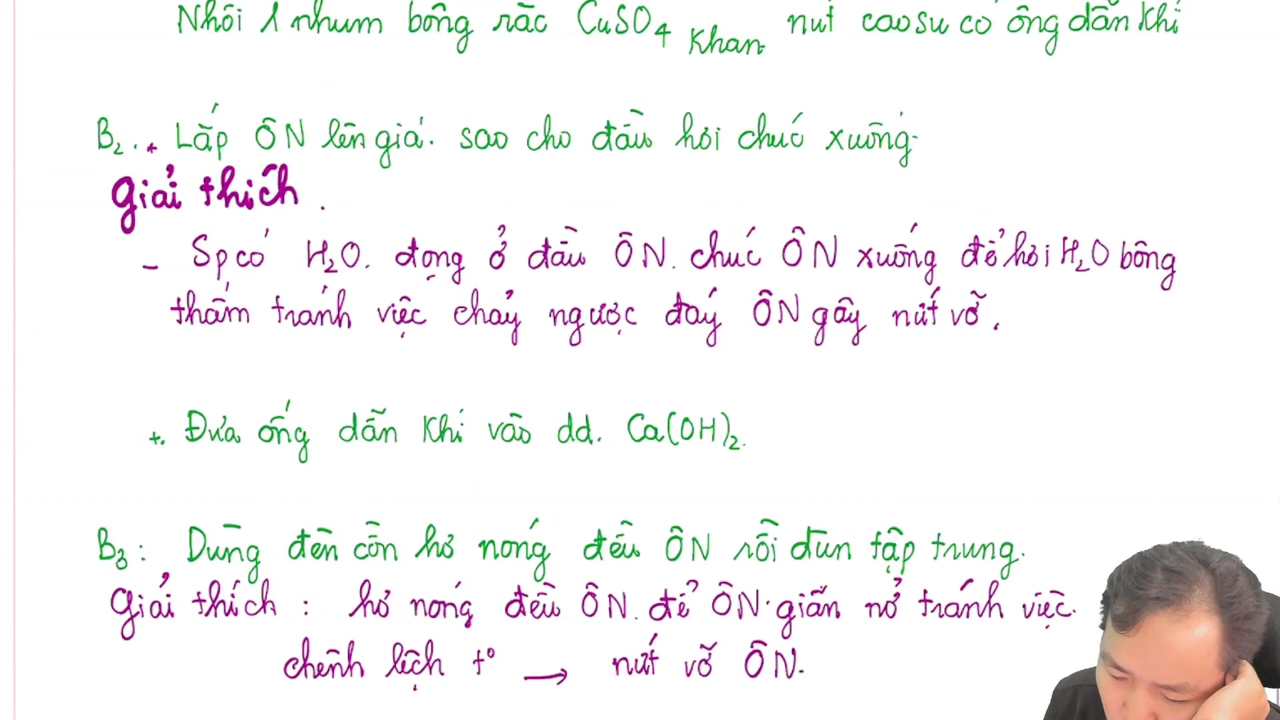 Nhồi 1 nhúm bông rắc CuSO4 khan. nút cao su có ống dẫn khí
B2. * Lắp ÔN lên giá. sao cho đầu hơi chúc xuống.
Giải thích.
- Sp có H2O. đọng ở đầu ÔN. chúc ÔN xuống để hơi H2O bông
thấm tránh việc chảy ngược đáy ÔN gây nứt vỡ.
+. Đưa ống dẫn khí vào dd. Ca(OH)2.
B3: Dùng đèn cồn hơ nóng đều ÔN rồi đun tập trung.
Giải thích: hơ nóng đều ÔN. để ÔN. giãn nở tránh việc.
chênh lệch t° → nứt vỡ ÔN.